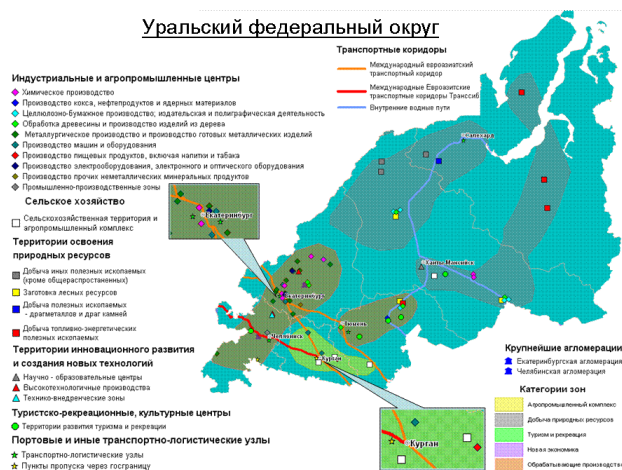 Уральский федеральный округ
Транспортные коридоры
Международный евроазиатский
транспортный коридор
Международные Евроазитские
транспортные коридоры Транссиб
Внутренние водные пути
Индустриальные и агропромышленные центры
Химическое производство
Производство кокса, нефтепродуктов и ядерных материалов
Целлюлозно-бумажное производство; издательская и полиграфическая деятельность
Обработка древесины и производство изделий из дерева
Металлургическое производство и производство готовых металлических изделий
Производство машин и оборудования
Производство пищевых продуктов, включая напитки и табака
Производство электрооборудования, электронного и оптического оборудования
Производство прочих неметаллических минеральных продуктов
Промышленно-производственные зоны
Сельское хозяйство
Сельскохозяйственная территория и
агропромышленный комплекс
Территории освоения
природных ресурсов
Добыча иных полезных ископаемых
(кроме общераспространенных)
Заготовка лесных ресурсов
Добыча полезных ископаемых
- драгметаллов и драг камней
Добыча топливно-энергетических
полезных ископаемых
Территории инновационного развития
и создания новых технологий
Научно - образовательные центры
Высокотехнологичные производства
Технико-внедренческие зоны
Туристско-рекреационные, культурные центры
Территории развития туризма и рекреации
Портовые и иные транспортно-логистические узлы
Транспортно-логистические узлы
Пункты пропуска через госграницу
Екатеринбург
Салехард
Ханты Мансийск
Екатеринбург
Тюмень
Челябинск
Курган
Курган
Крупнейшие агломерации
Екатеринбургская агломерация
Челябинская агломерация
Категории зон
Агропромышленный комплекс
Добыча природных ресурсов
Туризм и рекреация
Новая экономика
Обрабатывающие производств